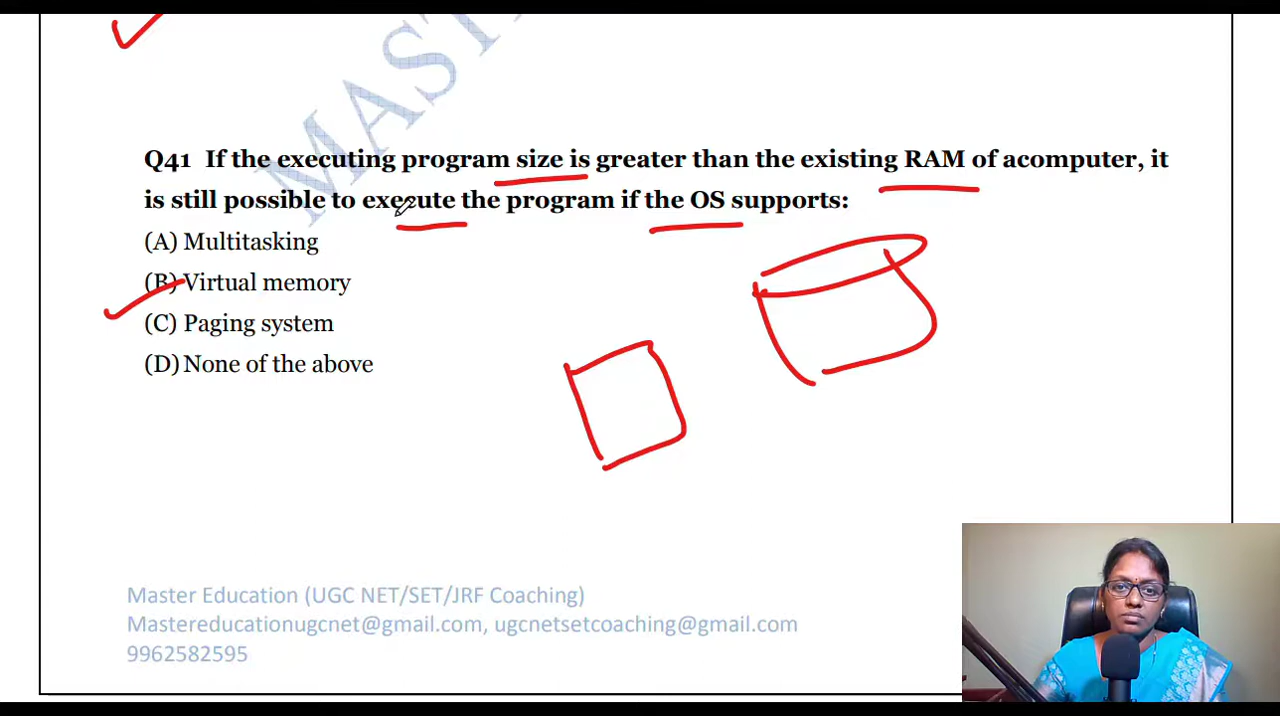 MAST
Q41 If the executing program size is greater than the existing RAM of acomputer, it
is still possible to execute the program if the OS supports:
(A) Multitasking
(B) Virtual memory
(C) Paging system
(D) None of the above
Master Education (UGC NET/SET/JRF Coaching)
Mastereducationugcnet@gmail.com, ugcnetsetcoaching@gmail.com
9962582595